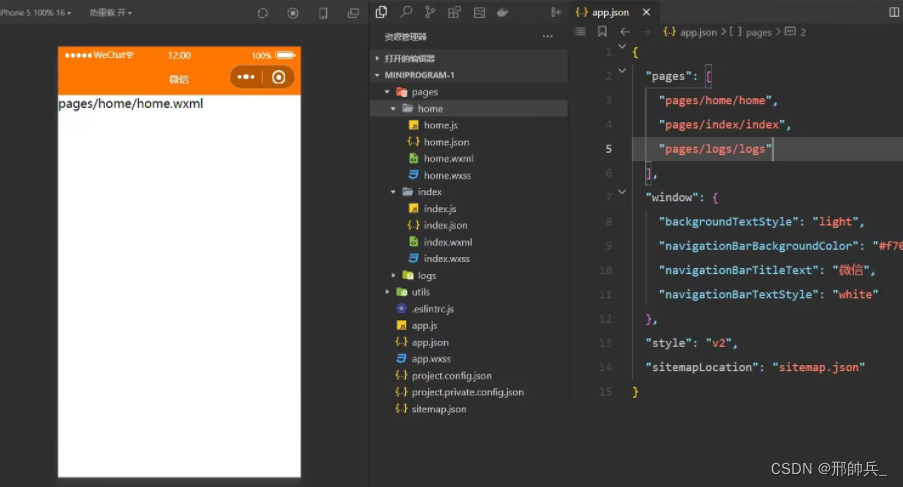 iPhone 5 100% 16
热重载 开
WeChat
12:00
100%
微信
pages/home/home.wxml
资源管理器
打开的编辑器
MINIPROGRAM-1
pages
home
home.js
home.json
home.wxml
home.wxss
index
index.js
index.json
index.wxml
index.wxss
logs
utils
.eslintrc.js
app.js
app.json
app.wxss
project.config.json
project.private.config.json
sitemap.json
app.json
app.json > [ ] pages > 2
1 {
2 "pages": [
3 "pages/home/home",
4 "pages/index/index",
5 "pages/logs/logs"
6 ],
7 "window": {
8 "backgroundTextStyle": "light",
9 "navigationBarBackgroundColor": "#f70
10 "navigationBarTitleText": "微信",
11 "navigationBarTextStyle": "white"
12 },
13 "style": "v2",
14 "sitemapLocation": "sitemap.json"
15 }
CSDN @邢帥兵_